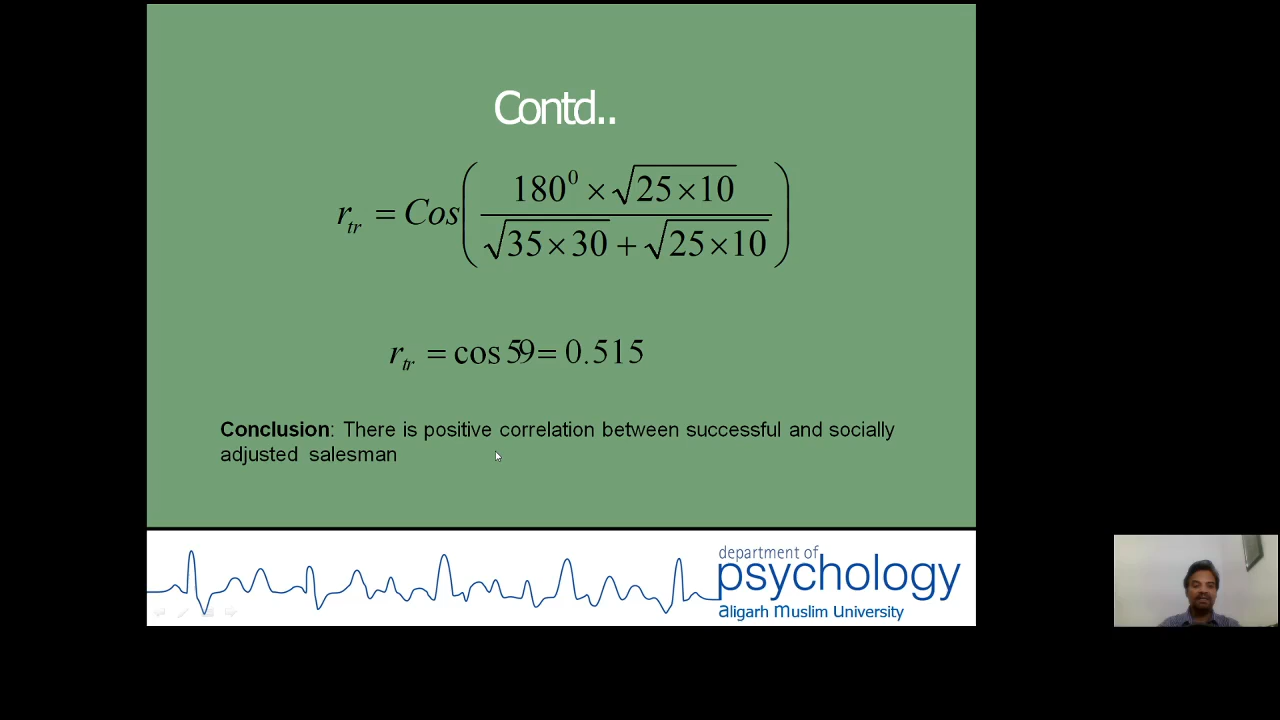 Contd..
r_tr = Cos( (180⁰ × √(25×10)) / (√(35×30) + √(25×10)) )
r_tr = cos 59 = 0.515
Conclusion: There is positive correlation between successful and socially
adjusted salesman
department of
psychology
aligarh muslim university